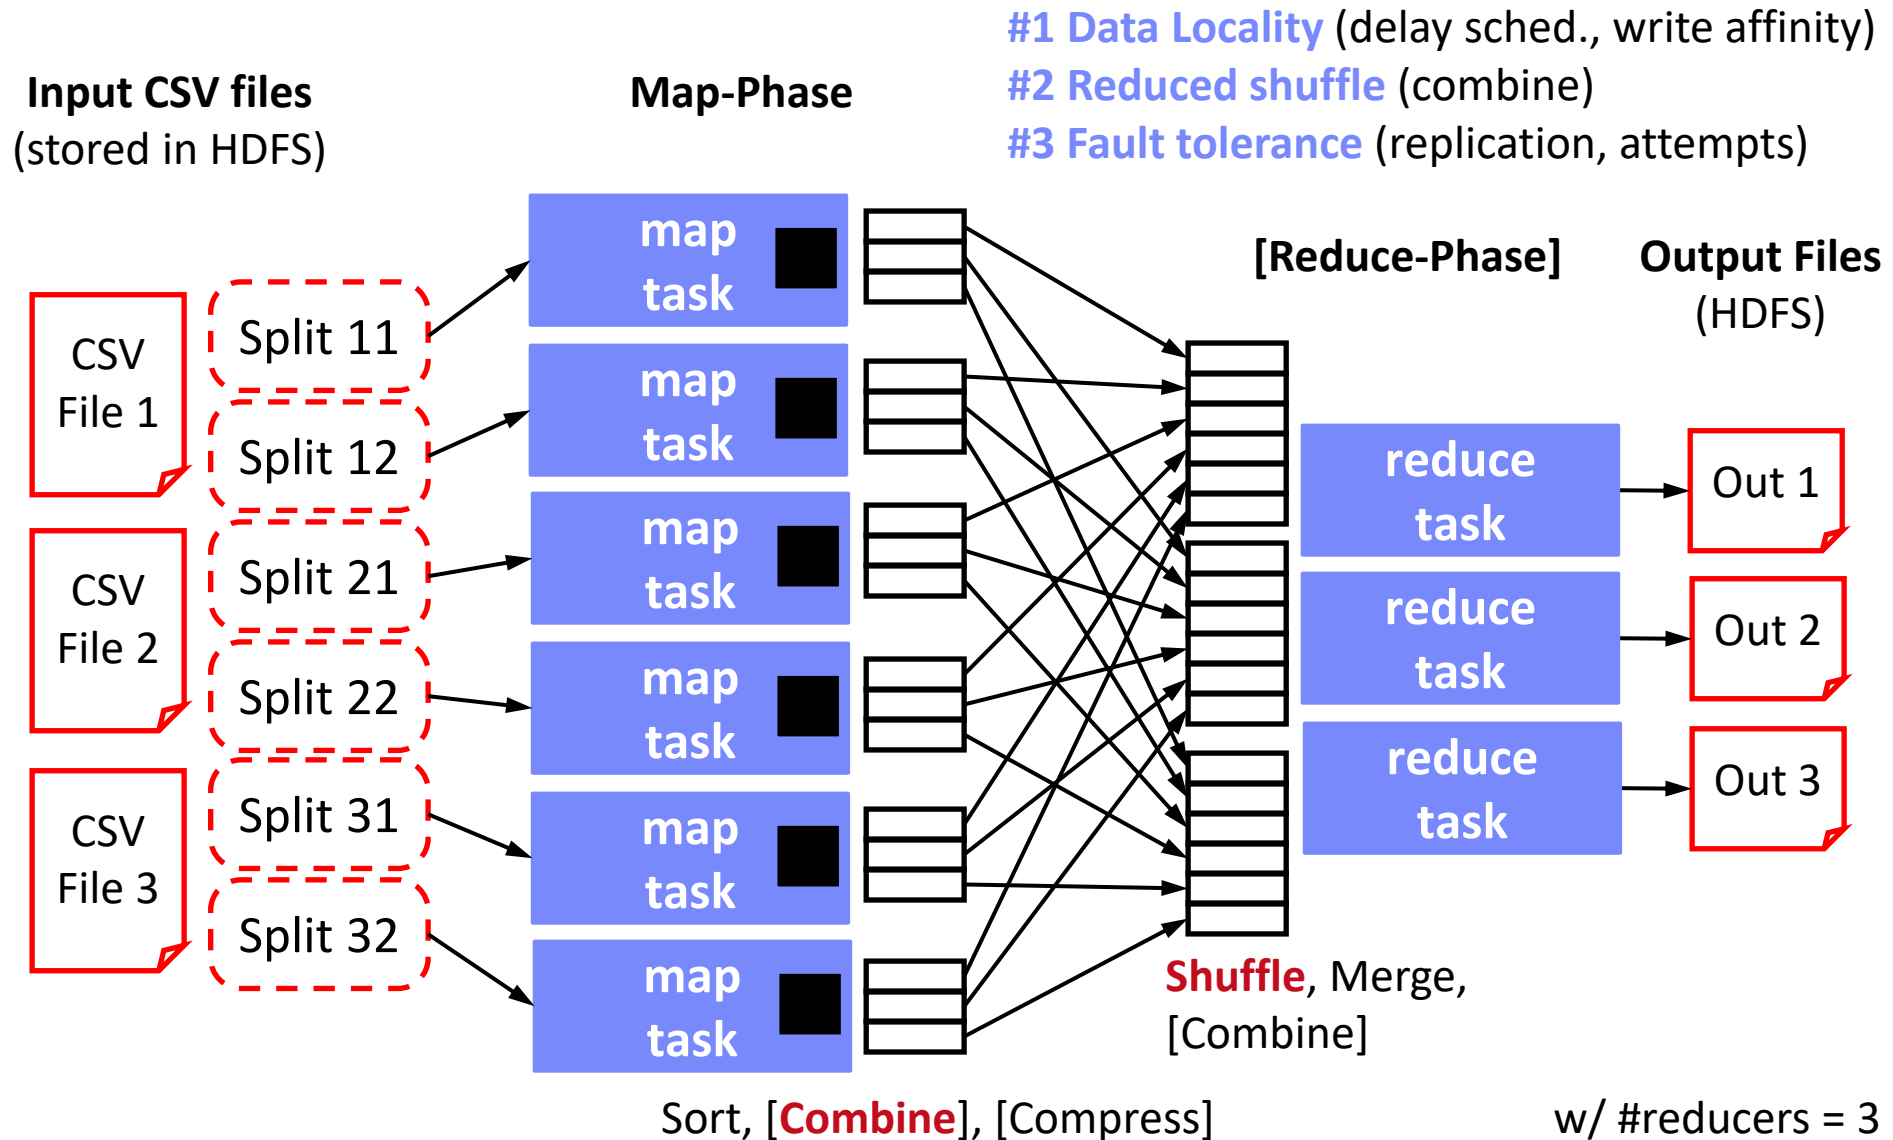 #1 Data Locality (delay sched., write affinity)
#2 Reduced shuffle (combine)
#3 Fault tolerance (replication, attempts)
Input CSV files
(stored in HDFS)
Map-Phase
[Reduce-Phase]
Output Files
(HDFS)
CSV
File 1
CSV
File 2
CSV
File 3
Split 11
Split 12
Split 21
Split 22
Split 31
Split 32
map
task
map
task
map
task
map
task
map
task
map
task
reduce
task
reduce
task
reduce
task
Out 1
Out 2
Out 3
Shuffle, Merge,
[Combine]
Sort, [Combine], [Compress]
w/ #reducers = 3